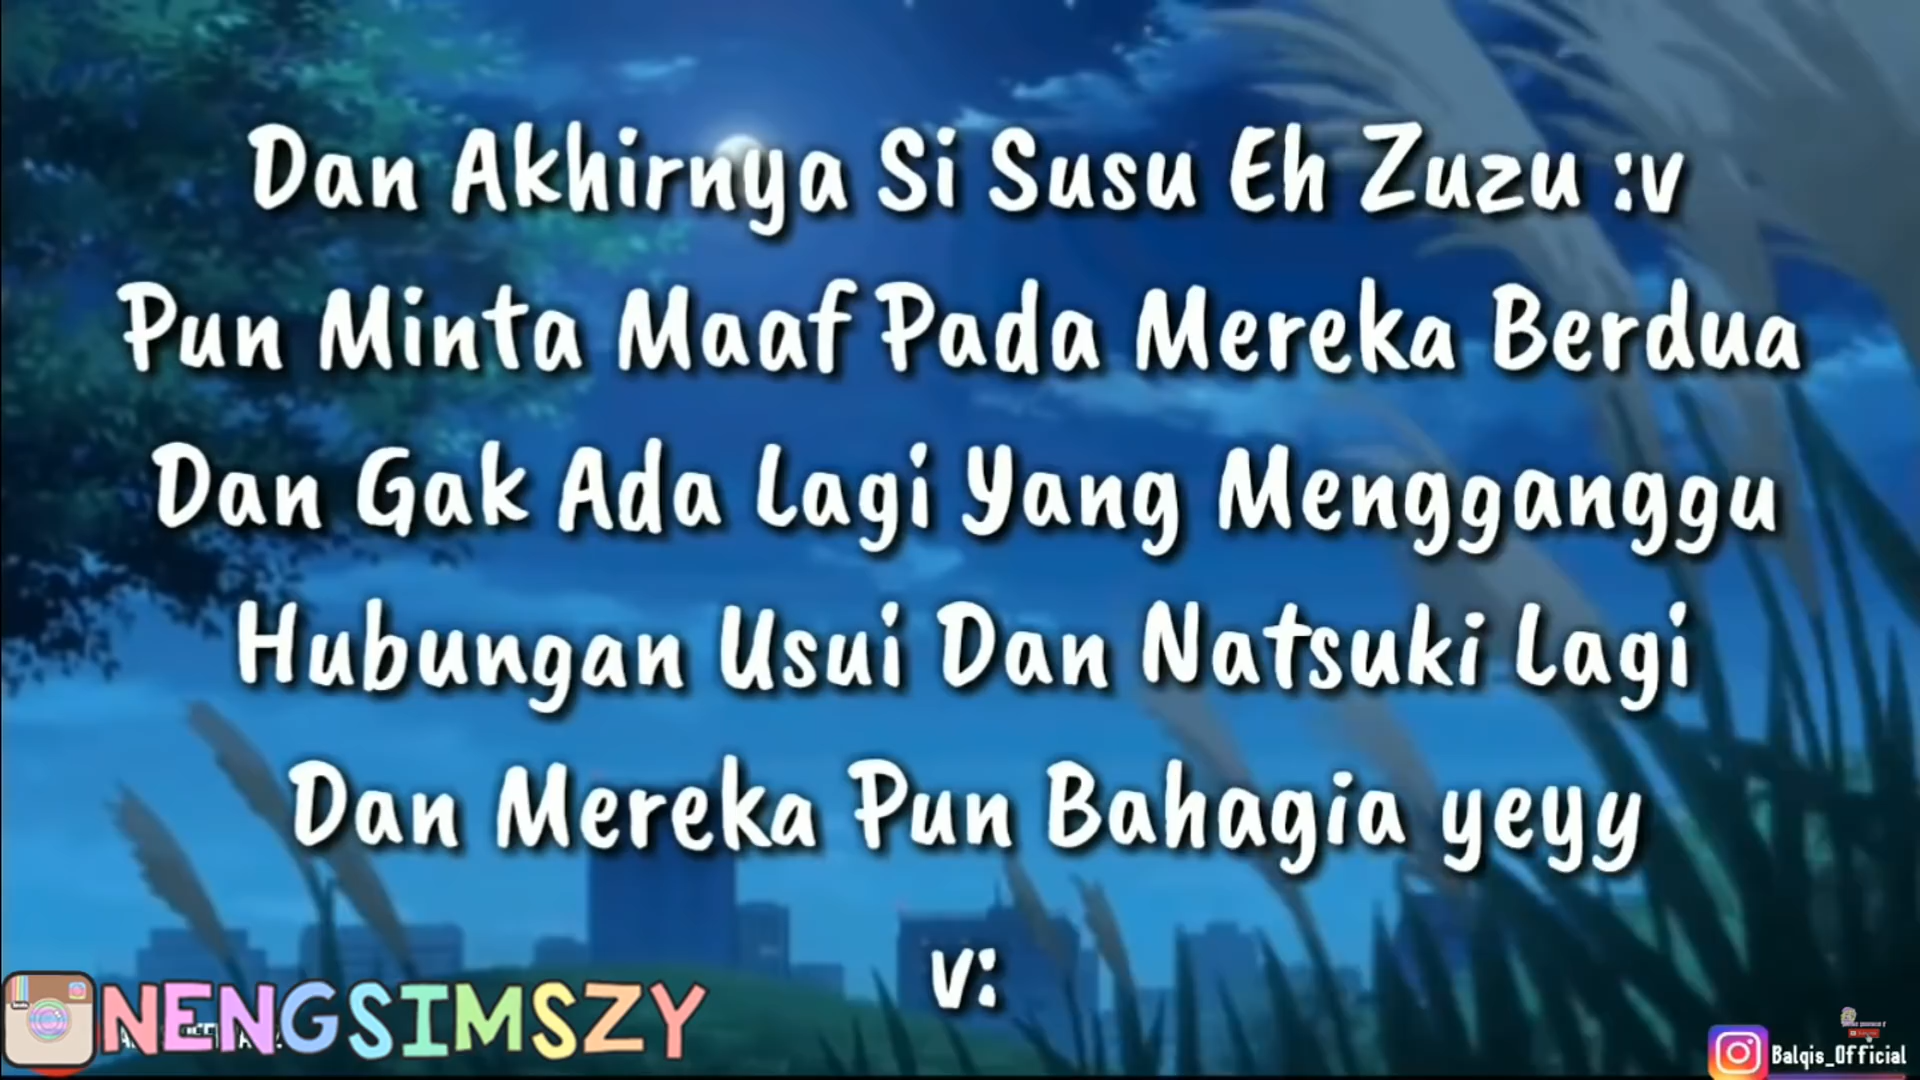 Dan Akhirnya Si Susu Eh Zuzu :v
Pun Minta Maaf Pada Mereka Berdua
Dan Gak Ada Lagi Yang Mengganggu
Hubungan Usui Dan Natsuki Lagi
Dan Mereka Pun Bahagia yeyy
v:
NENGSIMSZY
Balqis_Official